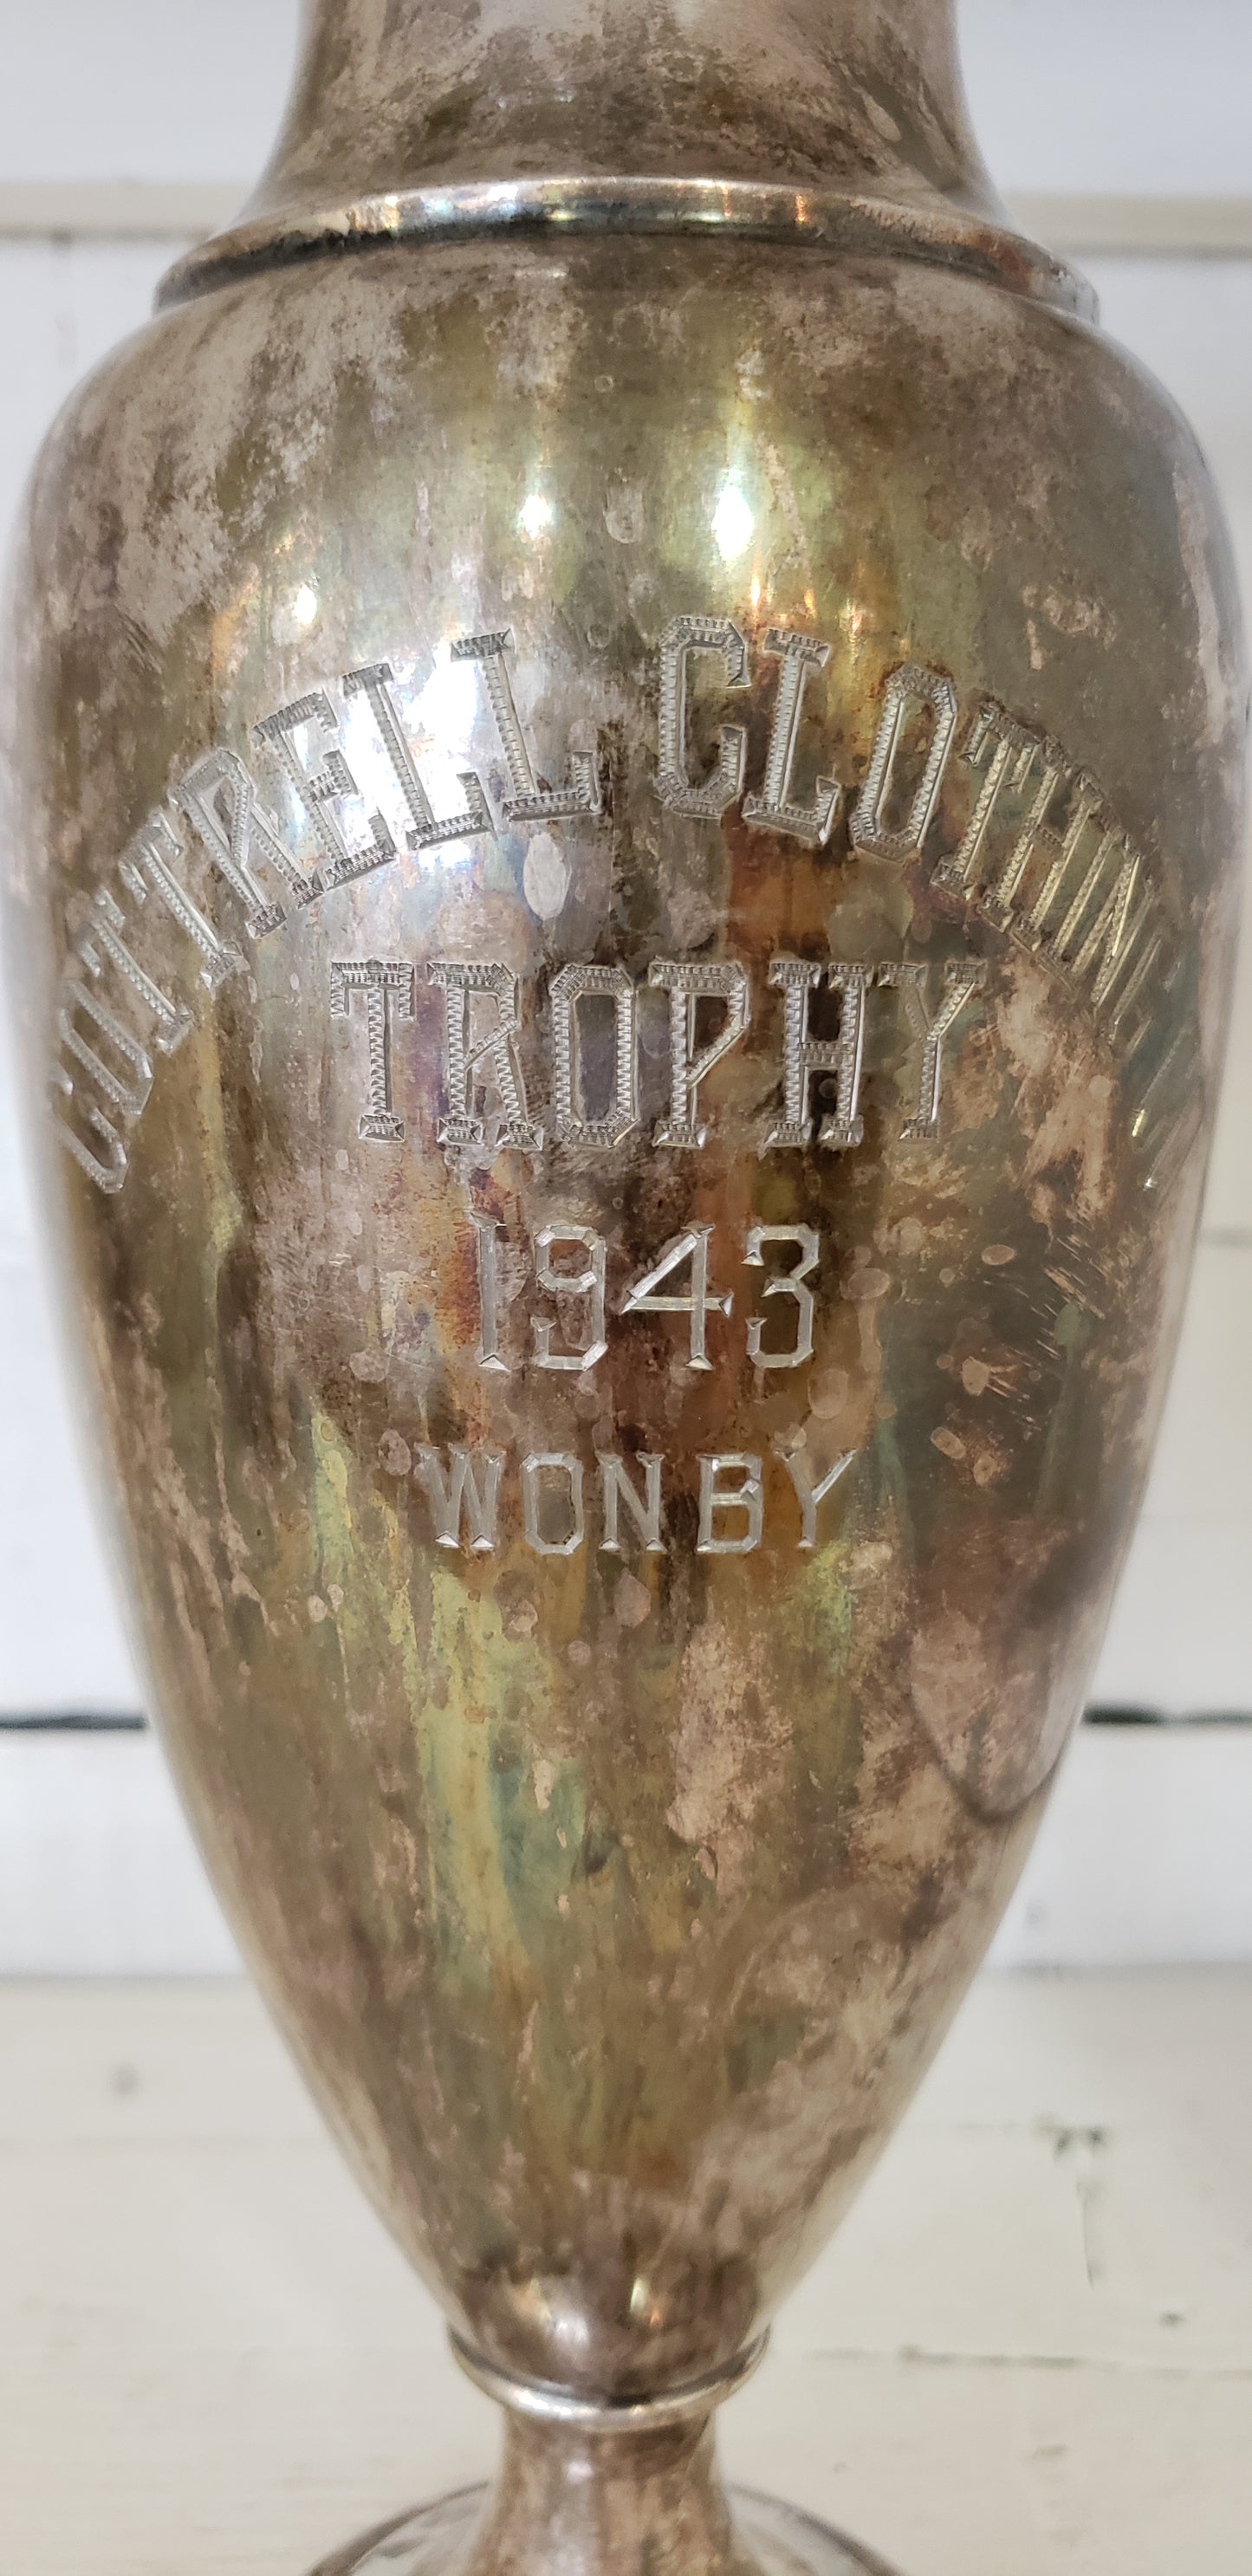 COTTRELL CLOTHING
TROPHY
1943
WON BY